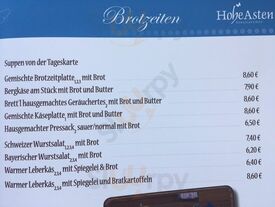 Brotzeiten
HoheAsten
Suppen von der Tageskarte
Gemischte Brotzeitplatte mit Brot 8,60 €
Bergkäse am Stück mit Brot und Butter 7,90 €
Brettl hausgemachtes Geräuchertes, mit Brot und Butter 8,60 €
Gemischte Käseplatte, mit Brot und Butter 8,60 €
Hausgemachter Pressack, sauer/normal mit Brot 6,50 €
Schweizer Wurstsalat mit Brot 7,40 €
Bayerischer Wurstsalat mit Brot 6,20 €
Warmer Leberkäs mit Spiegelei & Brot 6,40 €
Warmer Leberkäs mit Spiegelei und Bratkartoffeln 8,60 €